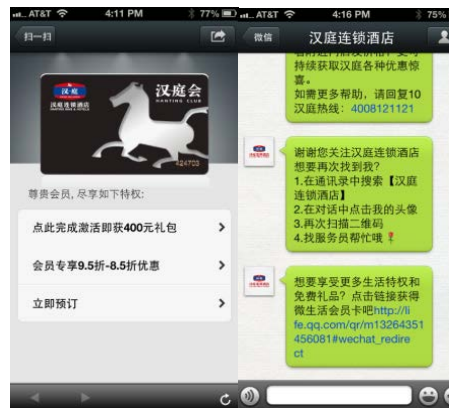 AT&T 4:11 PM 77%
扫一扫
汉庭
汉庭连锁酒店
汉庭会
HANTING CLUB
424703
尊贵会员，尽享如下特权:
点此完成激活即获400元礼包
会员专享9.5折-8.5折优惠
立即预订
AT&T 4:16 PM 75%
微信
汉庭连锁酒店
持续获取汉庭各种优惠惊
喜。
如需更多帮助，请回复10
汉庭热线：4008121121
谢谢您关注汉庭连锁酒店
想要再次找到我？
1.在通讯录中搜索【汉庭
连锁酒店】
2.在对话中点击我的头像
3.再次扫描二维码
4.找服务员帮忙哦
想要享受更多生活特权和
免费礼品？点击链接获得
微生活会员卡吧http://li
fe.qq.com/qr/m13264351
456081#wechat_redire
ct